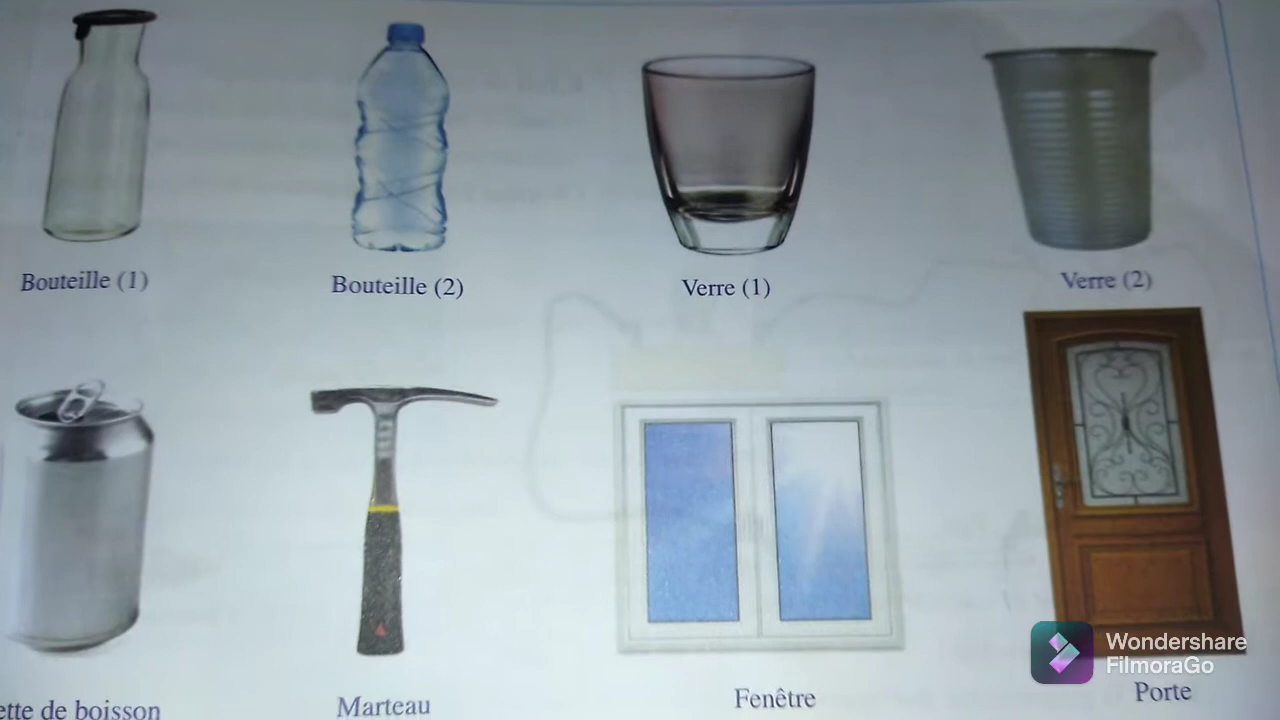 Bouteille (1)
Bouteille (2)
Verre (1)
Verre (2)
ette de boisson
Marteau
Fenêtre
Porte
Wondershare
FilmoraGo